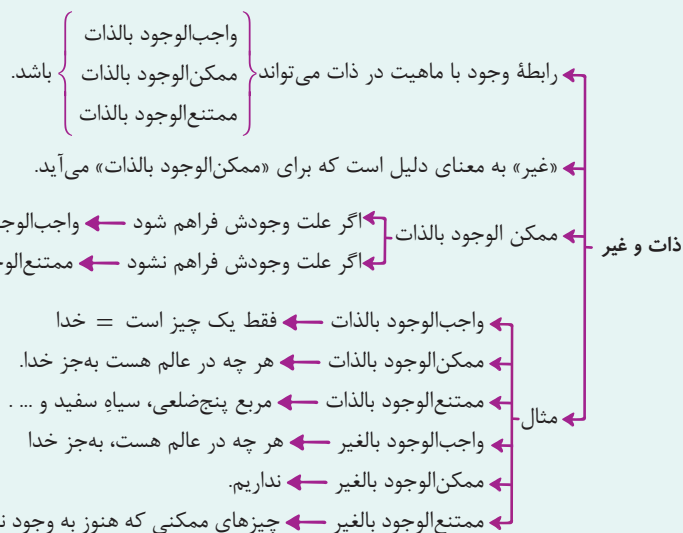 ذات و غیر
رابطهٔ وجود با ماهیت در ذات می‌تواند
واجب‌الوجود بالذات
ممکن‌الوجود بالذات
ممتنع‌الوجود بالذات
باشد.
«غیر» به معنای دلیل است که برای «ممکن‌الوجود بالذات» می‌آید.
ممکن الوجود بالذات
اگر علت وجودش فراهم شود
اگر علت وجودش فراهم نشود
مثال
واجب‌الوجود بالذات فقط یک چیز است = خدا
ممکن‌الوجود بالذات هر چه در عالم هست به‌جز خدا.
ممتنع‌الوجود بالذات مربع پنج‌ضلعی، سیاهِ سفید و ... .
واجب‌الوجود بالغیر هر چه در عالم هست، به‌جز خدا
ممکن‌الوجود بالغیر نداریم.
ممتنع‌الوجود بالغیر چیزهای ممکنی که هنوز به وجود